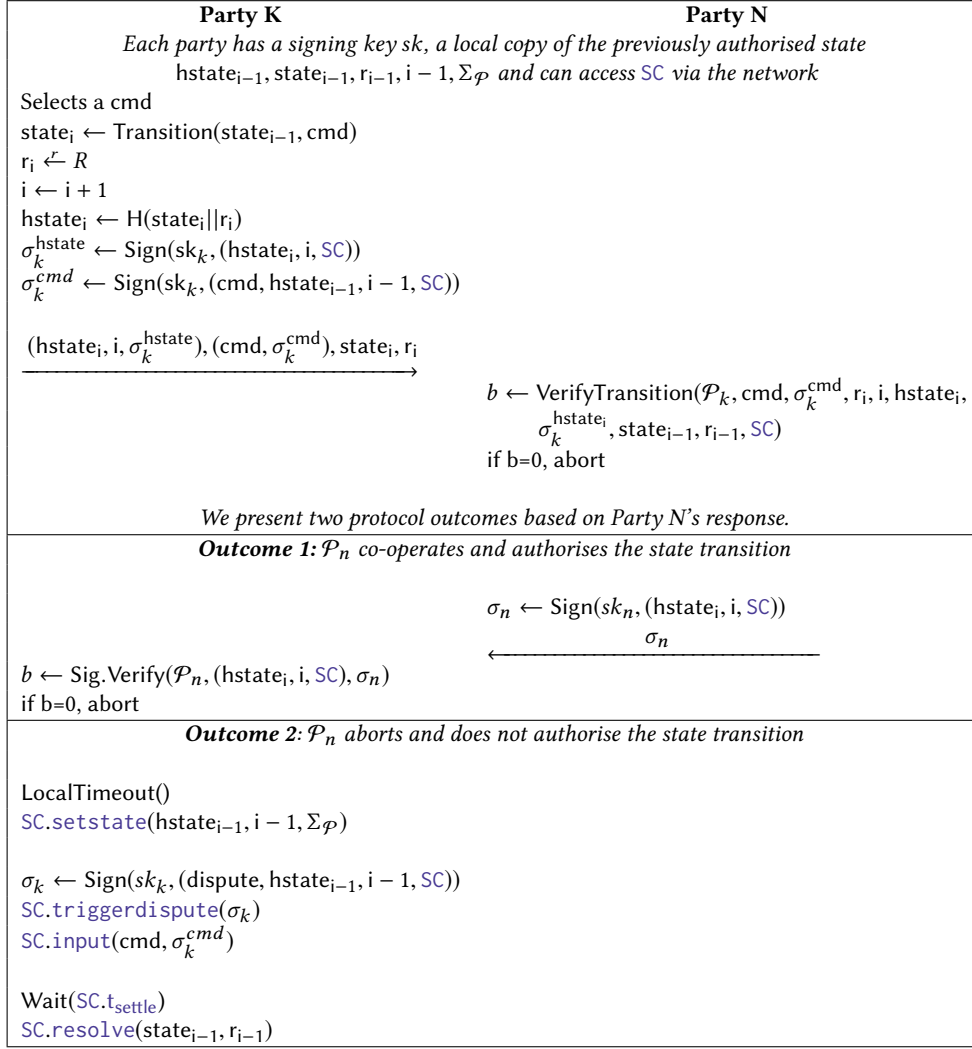 Party K Party N
Each party has a signing key sk, a local copy of the previously authorised state
hstate_{i−1}, state_{i−1}, r_{i−1}, i − 1, Σ_𝒫 and can access SC via the network
Selects a cmd
state_i ← Transition(state_{i−1}, cmd)
r_i ←^r R
i ← i + 1
hstate_i ← H(state_i||r_i)
σ_k^{hstate} ← Sign(sk_k, (hstate_i, i, SC))
σ_k^{cmd} ← Sign(sk_k, (cmd, hstate_{i−1}, i − 1, SC))
(hstate_i, i, σ_k^{hstate}), (cmd, σ_k^{cmd}), state_i, r_i
b ← VerifyTransition(𝒫_k, cmd, σ_k^{cmd}, r_i, i, hstate_i,
σ_k^{hstate_i}, state_{i−1}, r_{i−1}, SC)
if b=0, abort
We present two protocol outcomes based on Party N's response.
Outcome 1: 𝒫_n co-operates and authorises the state transition
σ_n ← Sign(sk_n, (hstate_i, i, SC))
σ_n
b ← Sig.Verify(𝒫_n, (hstate_i, i, SC), σ_n)
if b=0, abort
Outcome 2: 𝒫_n aborts and does not authorise the state transition
LocalTimeout()
SC.setstate(hstate_{i−1}, i − 1, Σ_𝒫)
σ_k ← Sign(sk_k, (dispute, hstate_{i−1}, i − 1, SC))
SC.triggerdispute(σ_k)
SC.input(cmd, σ_k^{cmd})
Wait(SC.t_{settle})
SC.resolve(state_{i−1}, r_{i−1})